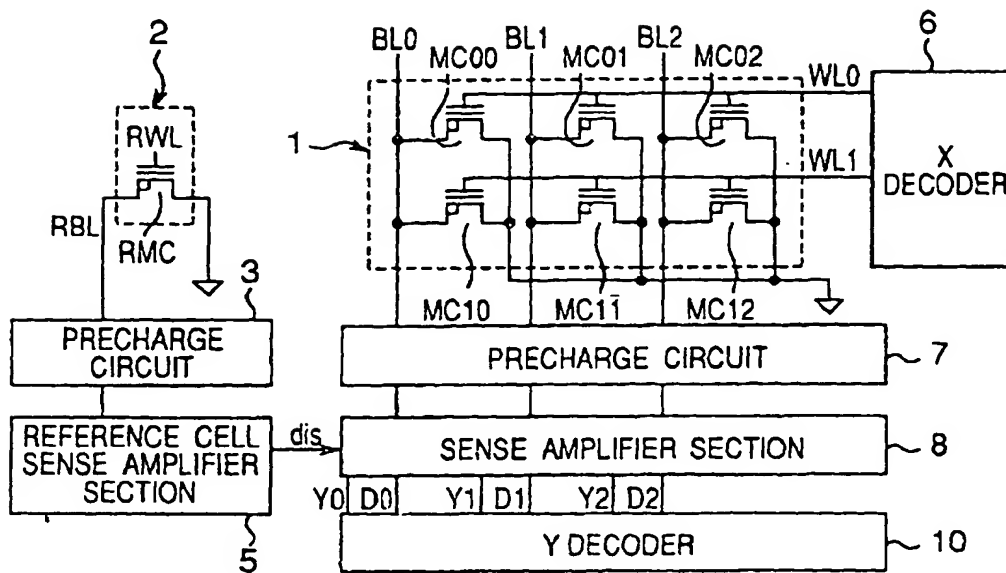 2
BL0 BL1 BL2
6
MC00 MC01 MC02
WL0
RWL
1
X
DECODER
WL1
RBL
RMC
3
MC10 MC11 MC12
PRECHARGE
CIRCUIT
PRECHARGE CIRCUIT
7
REFERENCE CELL
SENSE AMPLIFIER
SECTION
dis
SENSE AMPLIFIER SECTION
8
Y0 D0 Y1 D1 Y2 D2
5
Y DECODER
10